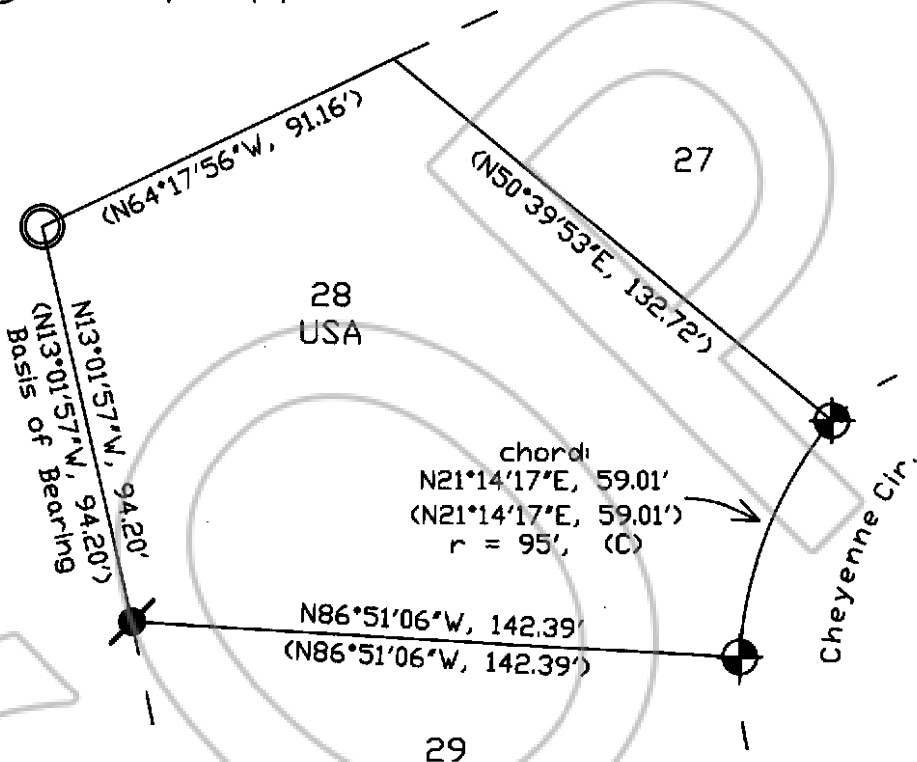 (N64°17'56"W, 91.16')
27
(N50°39'53"E, 132.72')
28
USA
N13°01'57"W, 94.20'
(N13°01'57"W, 94.20')
Basis of Bearing
chord:
N21°14'17"E, 59.01'
(N21°14'17"E, 59.01')
r = 95', (C)
Cheyenne Cir.
N86°51'06"W, 142.39'
(N86°51'06"W, 142.39')
29